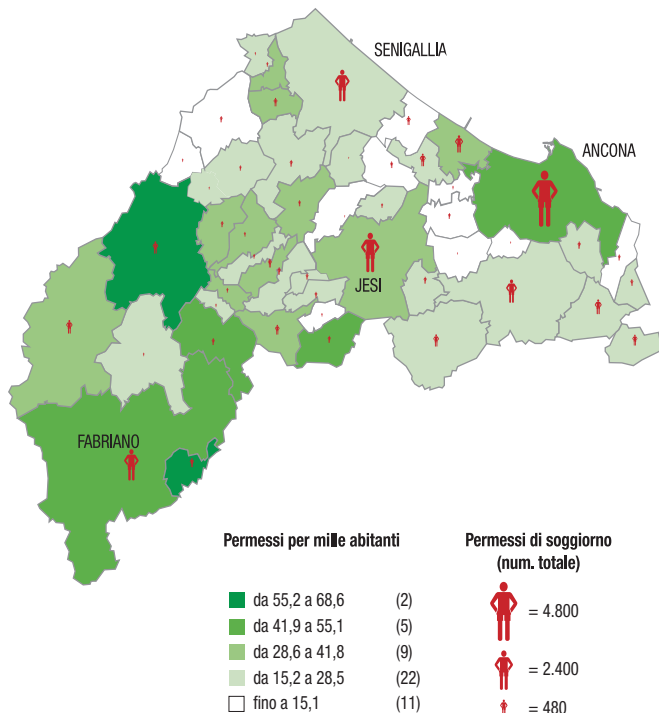 SENIGALLIA
ANCONA
JESI
FABRIANO
Permessi per mille abitanti
da 55,2 a 68,6 (2)
da 41,9 a 55,1 (5)
da 28,6 a 41,8 (9)
da 15,2 a 28,5 (22)
fino a 15,1 (11)
Permessi di soggiorno
(num. totale)
= 4.800
= 2.400
= 480